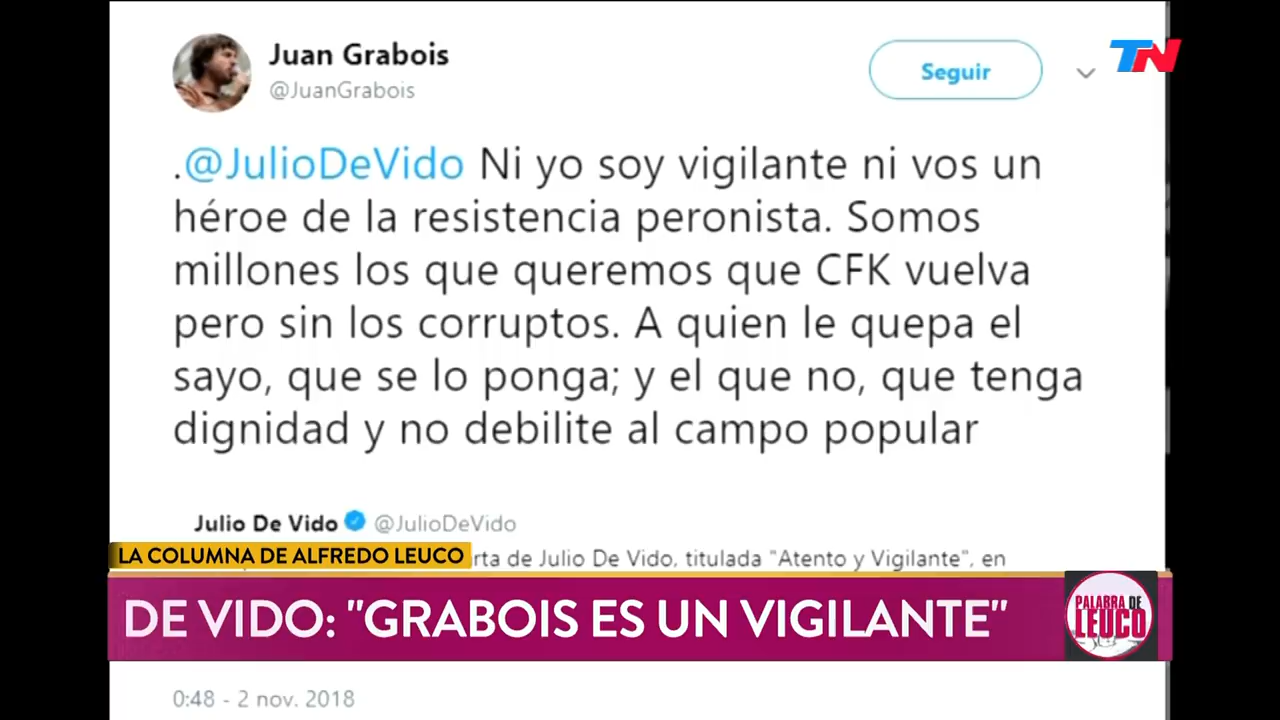 Juan Grabois
@JuanGrabois
Seguir
TN
.@JulioDeVido Ni yo soy vigilante ni vos un
héroe de la resistencia peronista. Somos
millones los que queremos que CFK vuelva
pero sin los corruptos. A quien le quepa el
sayo, que se lo ponga; y el que no, que tenga
dignidad y no debilite al campo popular
Julio De Vido @JulioDeVido
LA COLUMNA DE ALFREDO LEUCO
de Julio De Vido, titulada "Atento y Vigilante", en
DE VIDO: "GRABOIS ES UN VIGILANTE"
PALABRA DE
LEUCO
0:48 - 2 nov. 2018